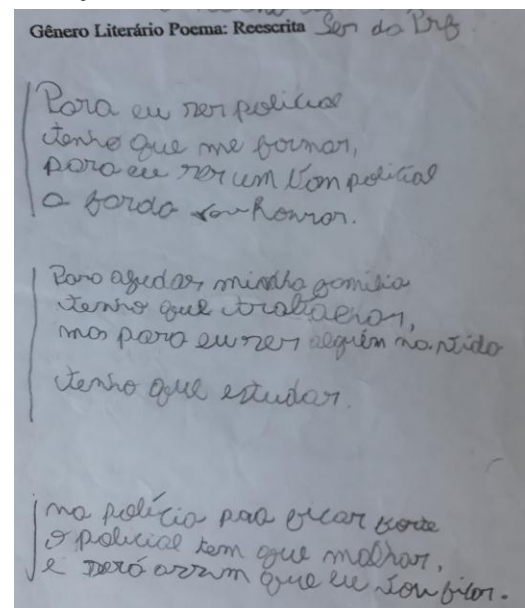 Gênero Literário Poema: Reescrita Ser da Prf
Para eu ser policial
tenho que me formar,
para eu ser um bom policial
a farda vou honrar.
Para ajudar minha família
tenho que trabalhar,
mas para eu ser alguém na vida
tenho que estudar.
na polícia para ficar forte
o policial tem que malhar,
e será assim que eu vou ficar.